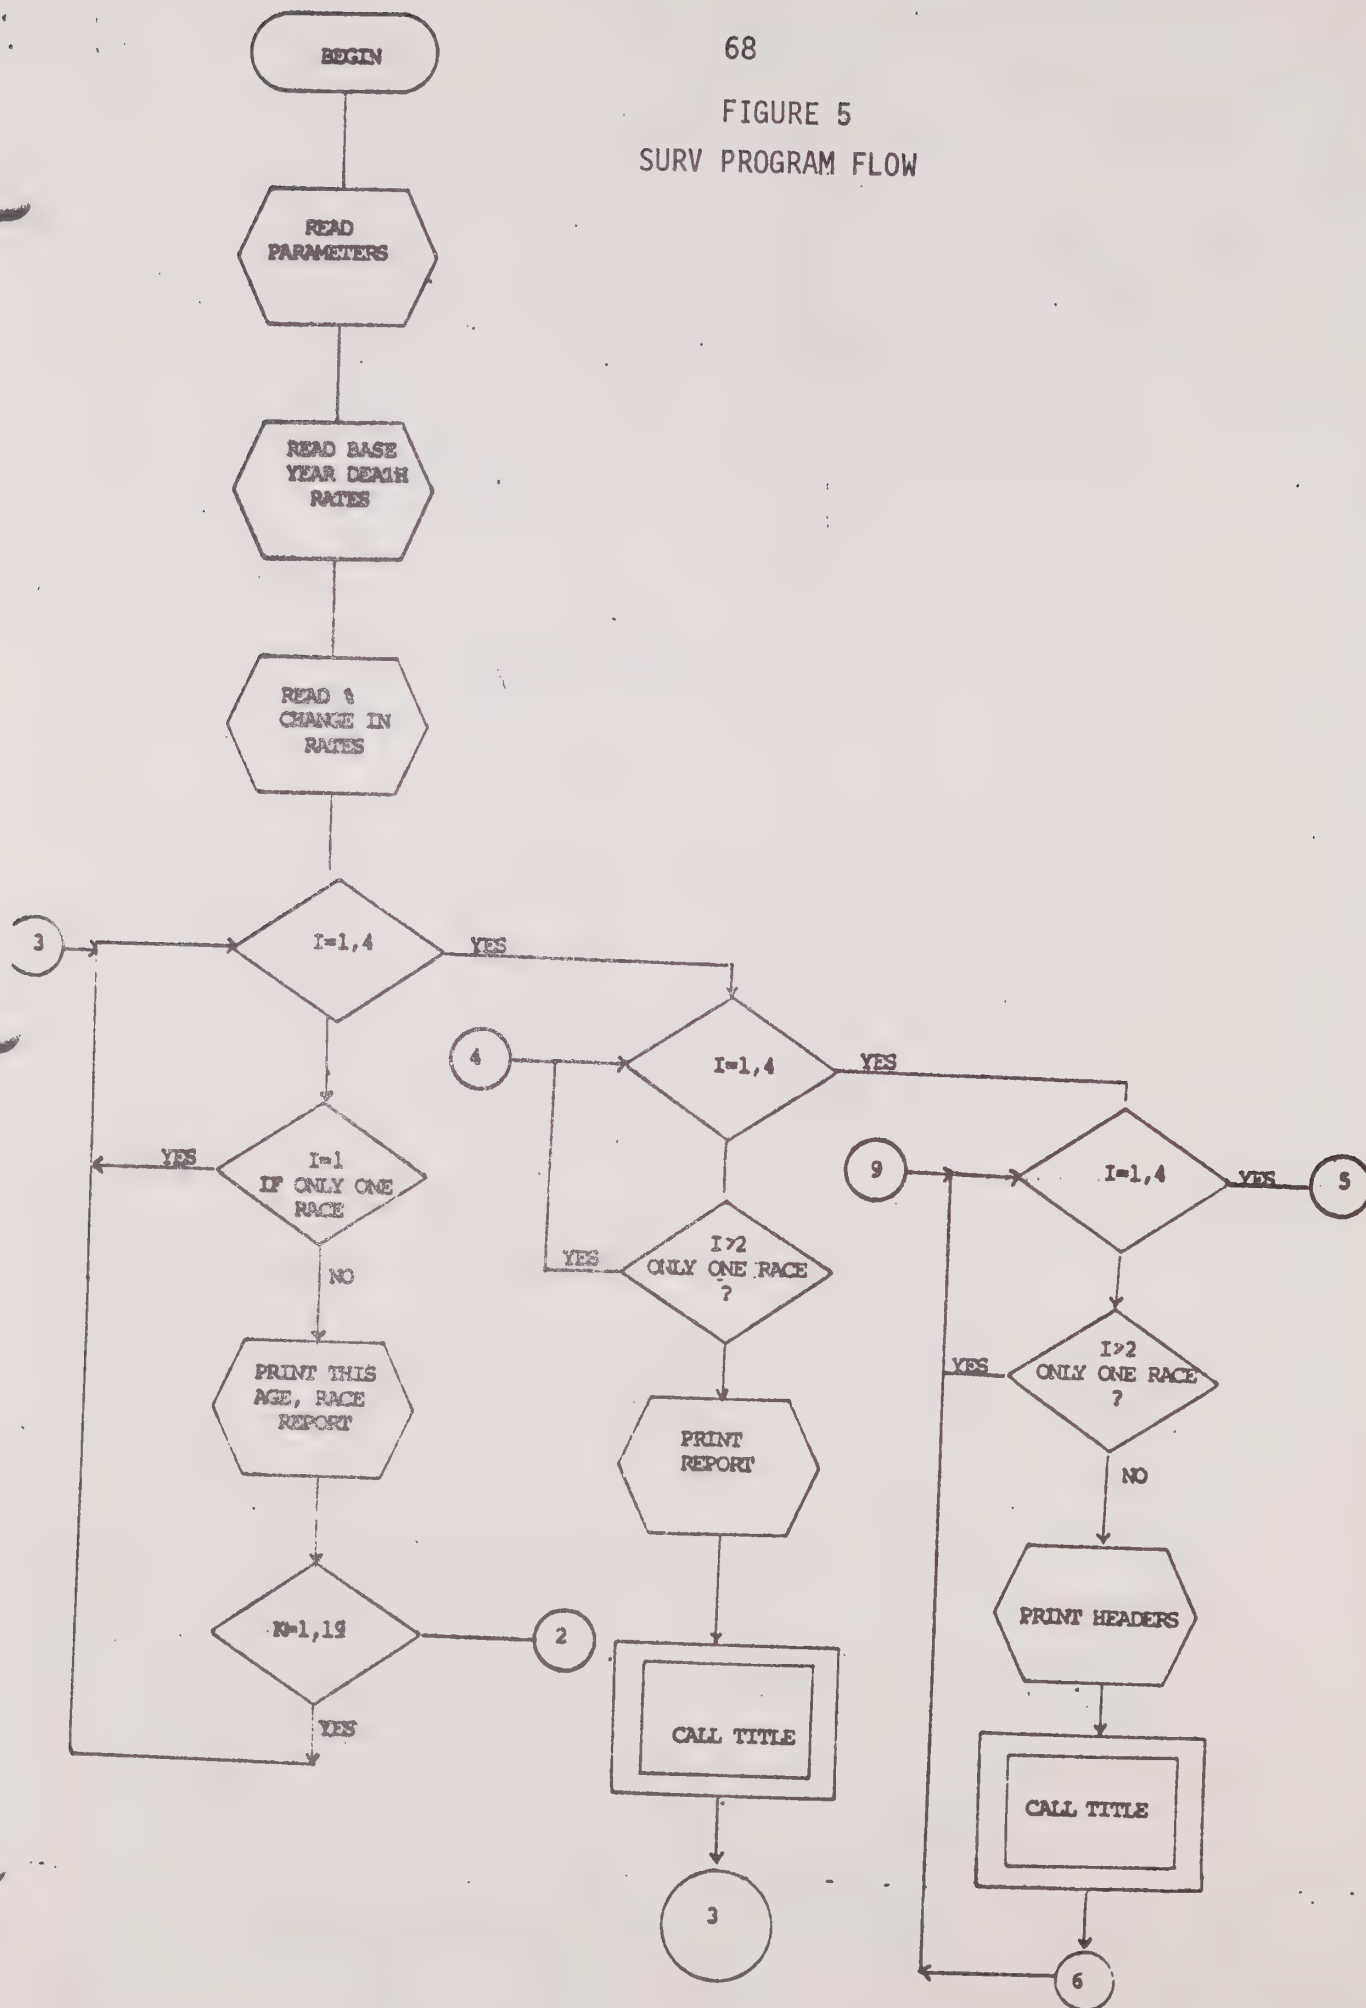 68
FIGURE 5
SURV PROGRAM FLOW
BEGIN
READ
PARAMETERS
READ BASE
YEAR DEATH
RATES
READ %
CHANGE IN
RATES
3
I=1,4
YES
I=1
IF ONLY ONE
RACE
YES
NO
PRINT THIS
AGE, RACE
REPORT
K=1,19
2
YES
4
I=1,4
YES
I>2
ONLY ONE RACE
?
YES
PRINT
REPORT
CALL TITLE
3
9
I=1,4
YES
5
I>2
ONLY ONE RACE
?
YES
NO
PRINT HEADERS
CALL TITLE
6